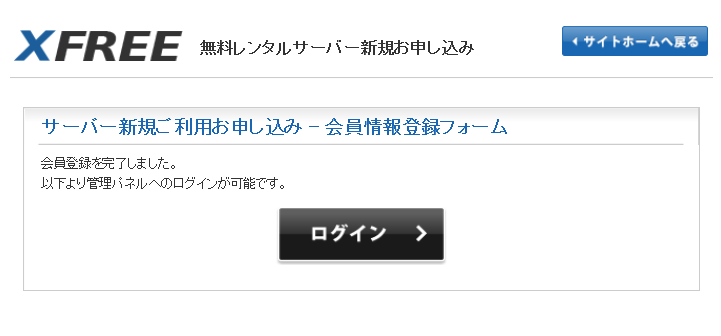 XFREE 無料レンタルサーバー新規お申し込み
サイトホームへ戻る
サーバー新規ご利用お申し込み − 会員情報登録フォーム
会員登録を完了しました。
以下より管理パネルへのログインが可能です。
ログイン